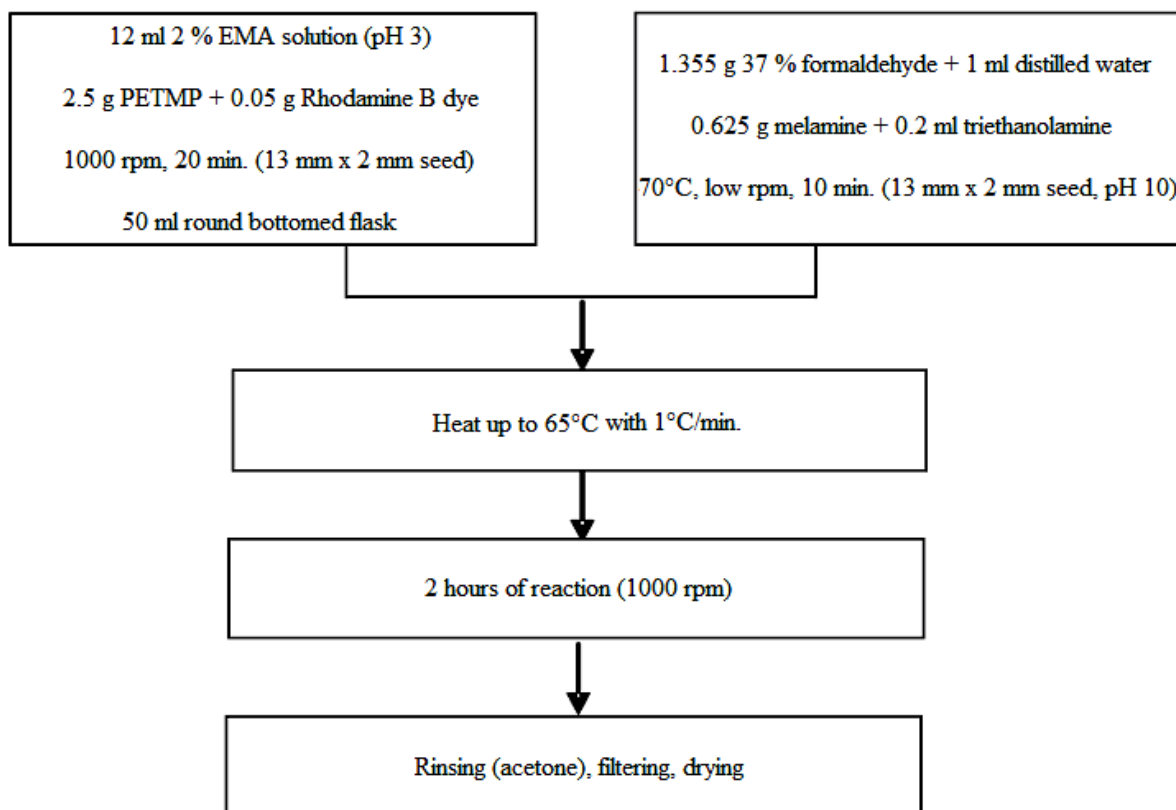 12 ml 2 % EMA solution (pH 3)
2.5 g PETMP + 0.05 g Rhodamine B dye
1000 rpm, 20 min. (13 mm x 2 mm seed)
50 ml round bottomed flask
1.355 g 37 % formaldehyde + 1 ml distilled water
0.625 g melamine + 0.2 ml triethanolamine
70°C, low rpm, 10 min. (13 mm x 2 mm seed, pH 10)
Heat up to 65°C with 1°C/min.
2 hours of reaction (1000 rpm)
Rinsing (acetone), filtering, drying